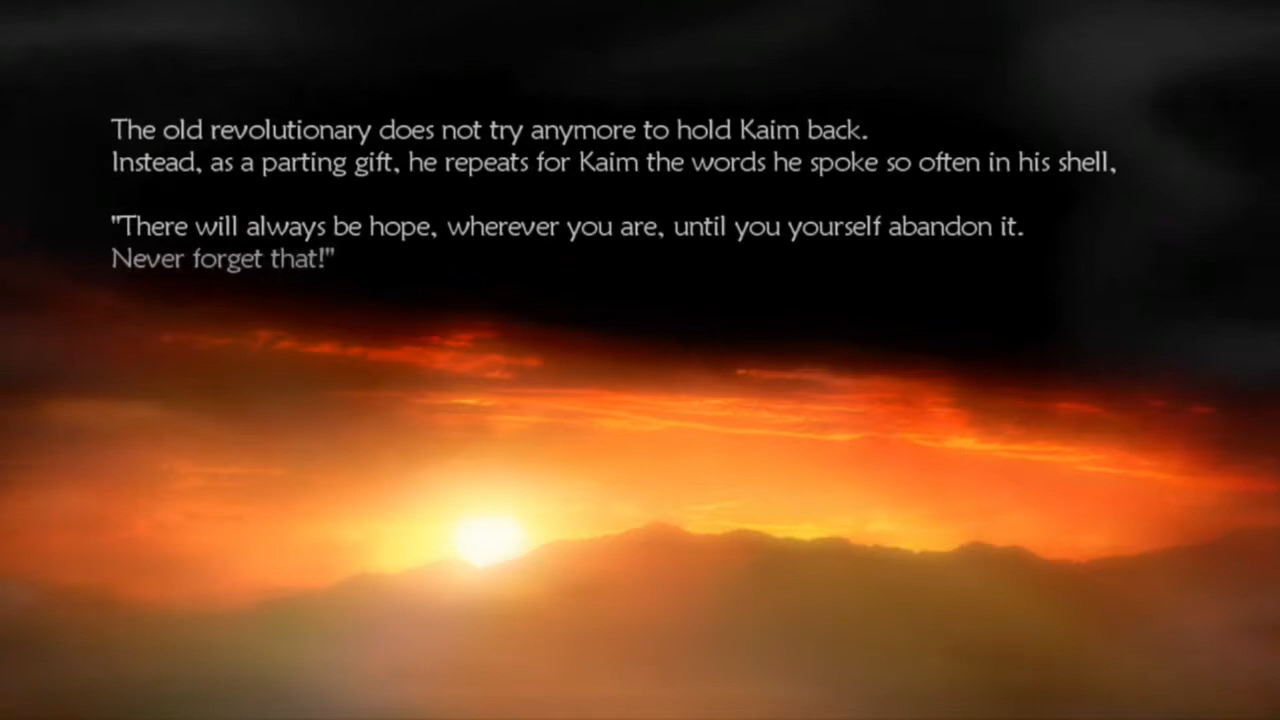 The old revolutionary does not try anymore to hold Kaim back.
Instead, as a parting gift, he repeats for Kaim the words he spoke so often in his shell,
"There will always be hope, wherever you are, until you yourself abandon it.
Never forget that!"